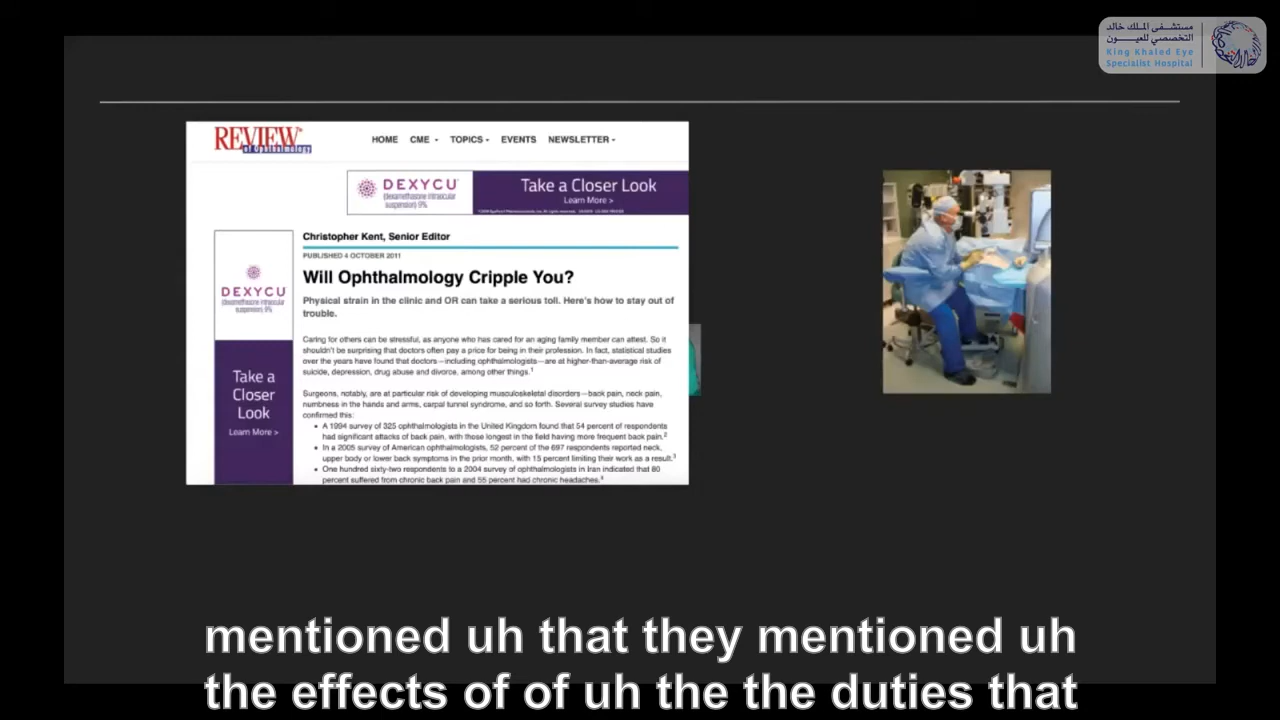 مستشفى الملك خالد
التخصصي للعيون
King Khaled Eye
Specialist Hospital
REVIEW
of Ophthalmology
HOME CME TOPICS EVENTS NEWSLETTER
DEXYCU
(dexamethasone intraocular
suspension) 9%
Take a Closer Look
Learn More >
Christopher Kent, Senior Editor
PUBLISHED 4 OCTOBER 2011
Will Ophthalmology Cripple You?
Physical strain in the clinic and OR can take a serious toll. Here's how to stay out of
trouble.
DEXYCU
(dexamethasone intraocular
suspension) 9%
Take a
Closer
Look
Learn More >
Caring for others can be stressful, as anyone who has cared for an aging family member can attest. So it
shouldn't be surprising that doctors often pay a price for being in their profession. In fact, statistical studies
over the years have found that doctors—including ophthalmologists—are at higher-than-average risk of
suicide, depression, drug abuse and divorce, among other things.1
Surgeons, notably, are at particular risk of developing musculoskeletal disorders—back pain, neck pain,
numbness in the hands and arms, carpal tunnel syndrome, and so forth. Several survey studies have
confirmed this:
• A 1994 survey of 325 ophthalmologists in the United Kingdom found that 54 percent of respondents
had significant attacks of back pain, with those longest in the field having more frequent back pain.2
• In a 2005 survey of American ophthalmologists, 52 percent of the 697 respondents reported neck,
upper body or lower back symptoms in the prior month, with 15 percent limiting their work as a result.3
• One hundred sixty-two respondents to a 2004 survey of ophthalmologists in Iran indicated that 80
percent suffered from chronic back pain and 55 percent had chronic headaches.4
mentioned uh that they mentioned uh
the effects of of uh the the duties that